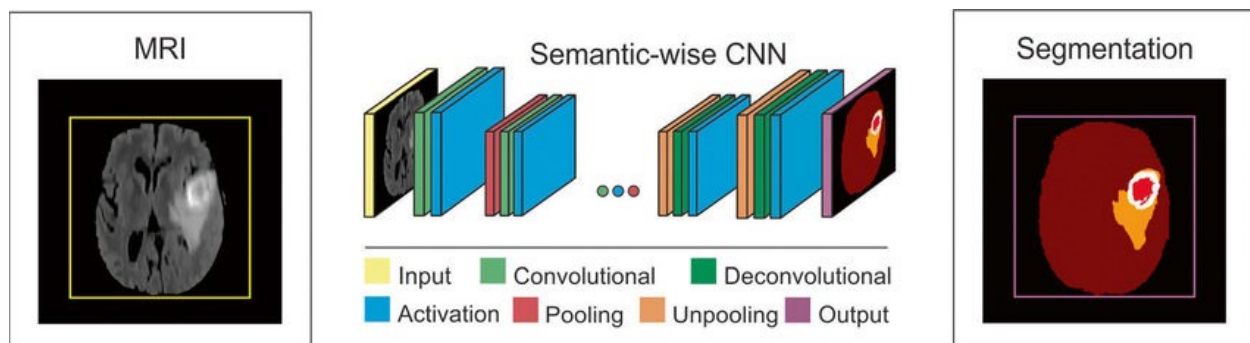 MRI
Semantic-wise CNN
Segmentation
Input
Convolutional
Deconvolutional
Activation
Pooling
Unpooling
Output